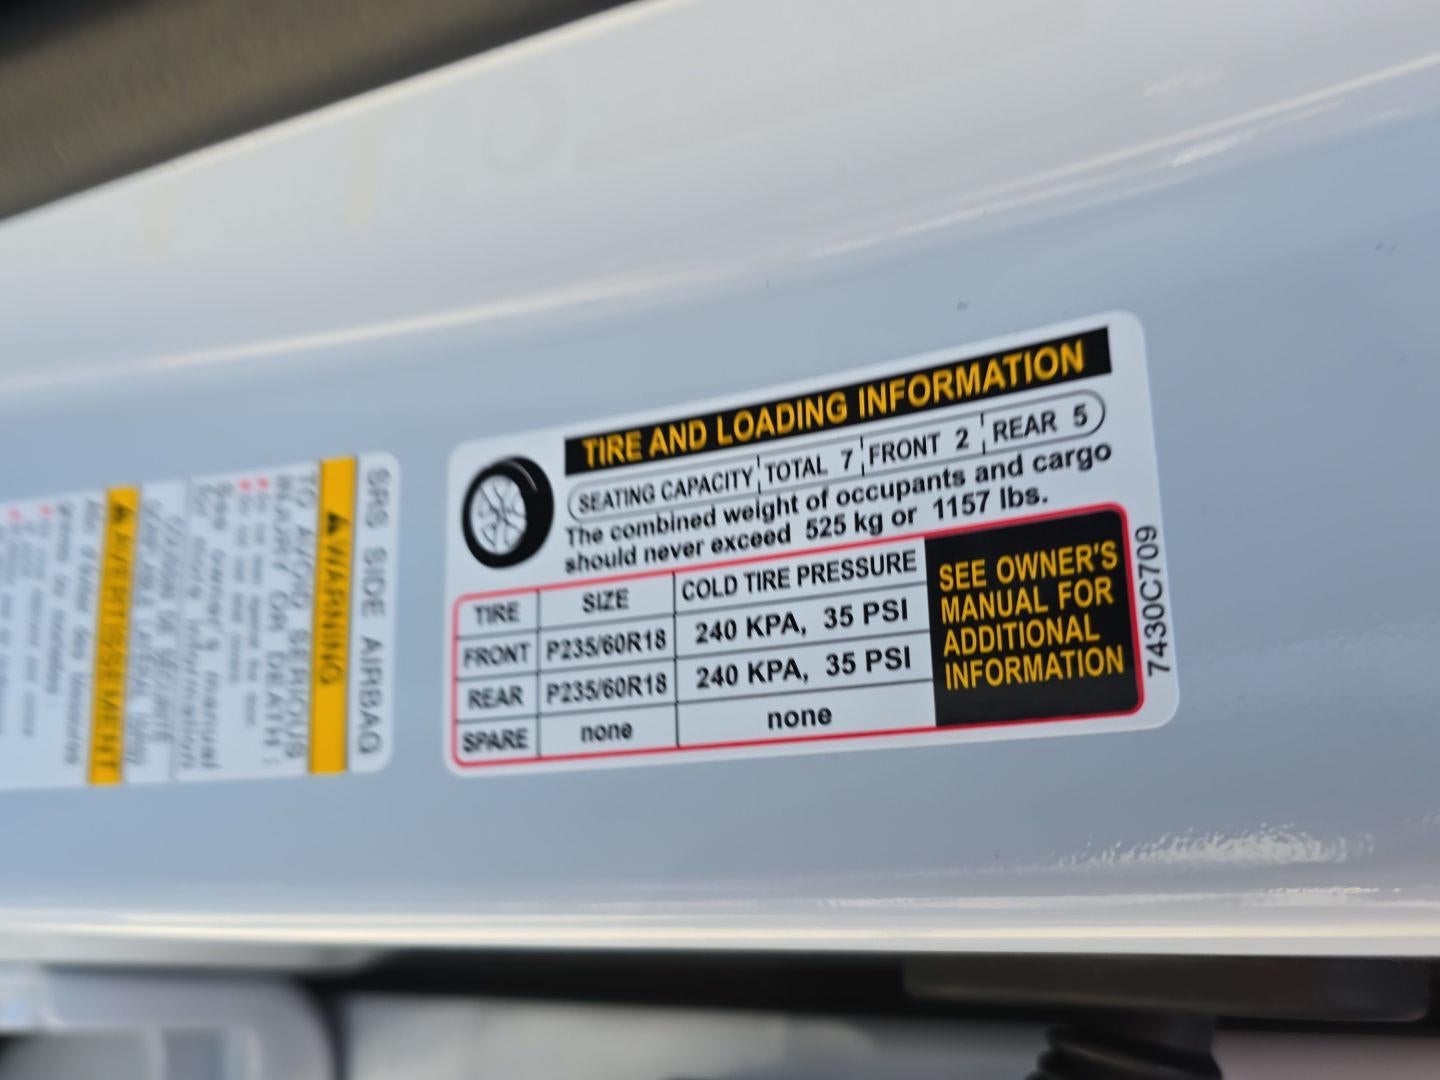 TIRE AND LOADING INFORMATION
SEATING CAPACITY TOTAL 7 FRONT 2 REAR 5
The combined weight of occupants and cargo
should never exceed 525 kg or 1157 lbs.
TIRE SIZE COLD TIRE PRESSURE
FRONT P235/60R18 240 KPA, 35 PSI
REAR P235/60R18 240 KPA, 35 PSI
SPARE none none
SEE OWNER'S
MANUAL FOR
ADDITIONAL
INFORMATION
7430C709
SRS SIDE AIRBAG
WARNING
TO AVOID SERIOUS
INJURY OR DEATH:
AVERTISSEMENT